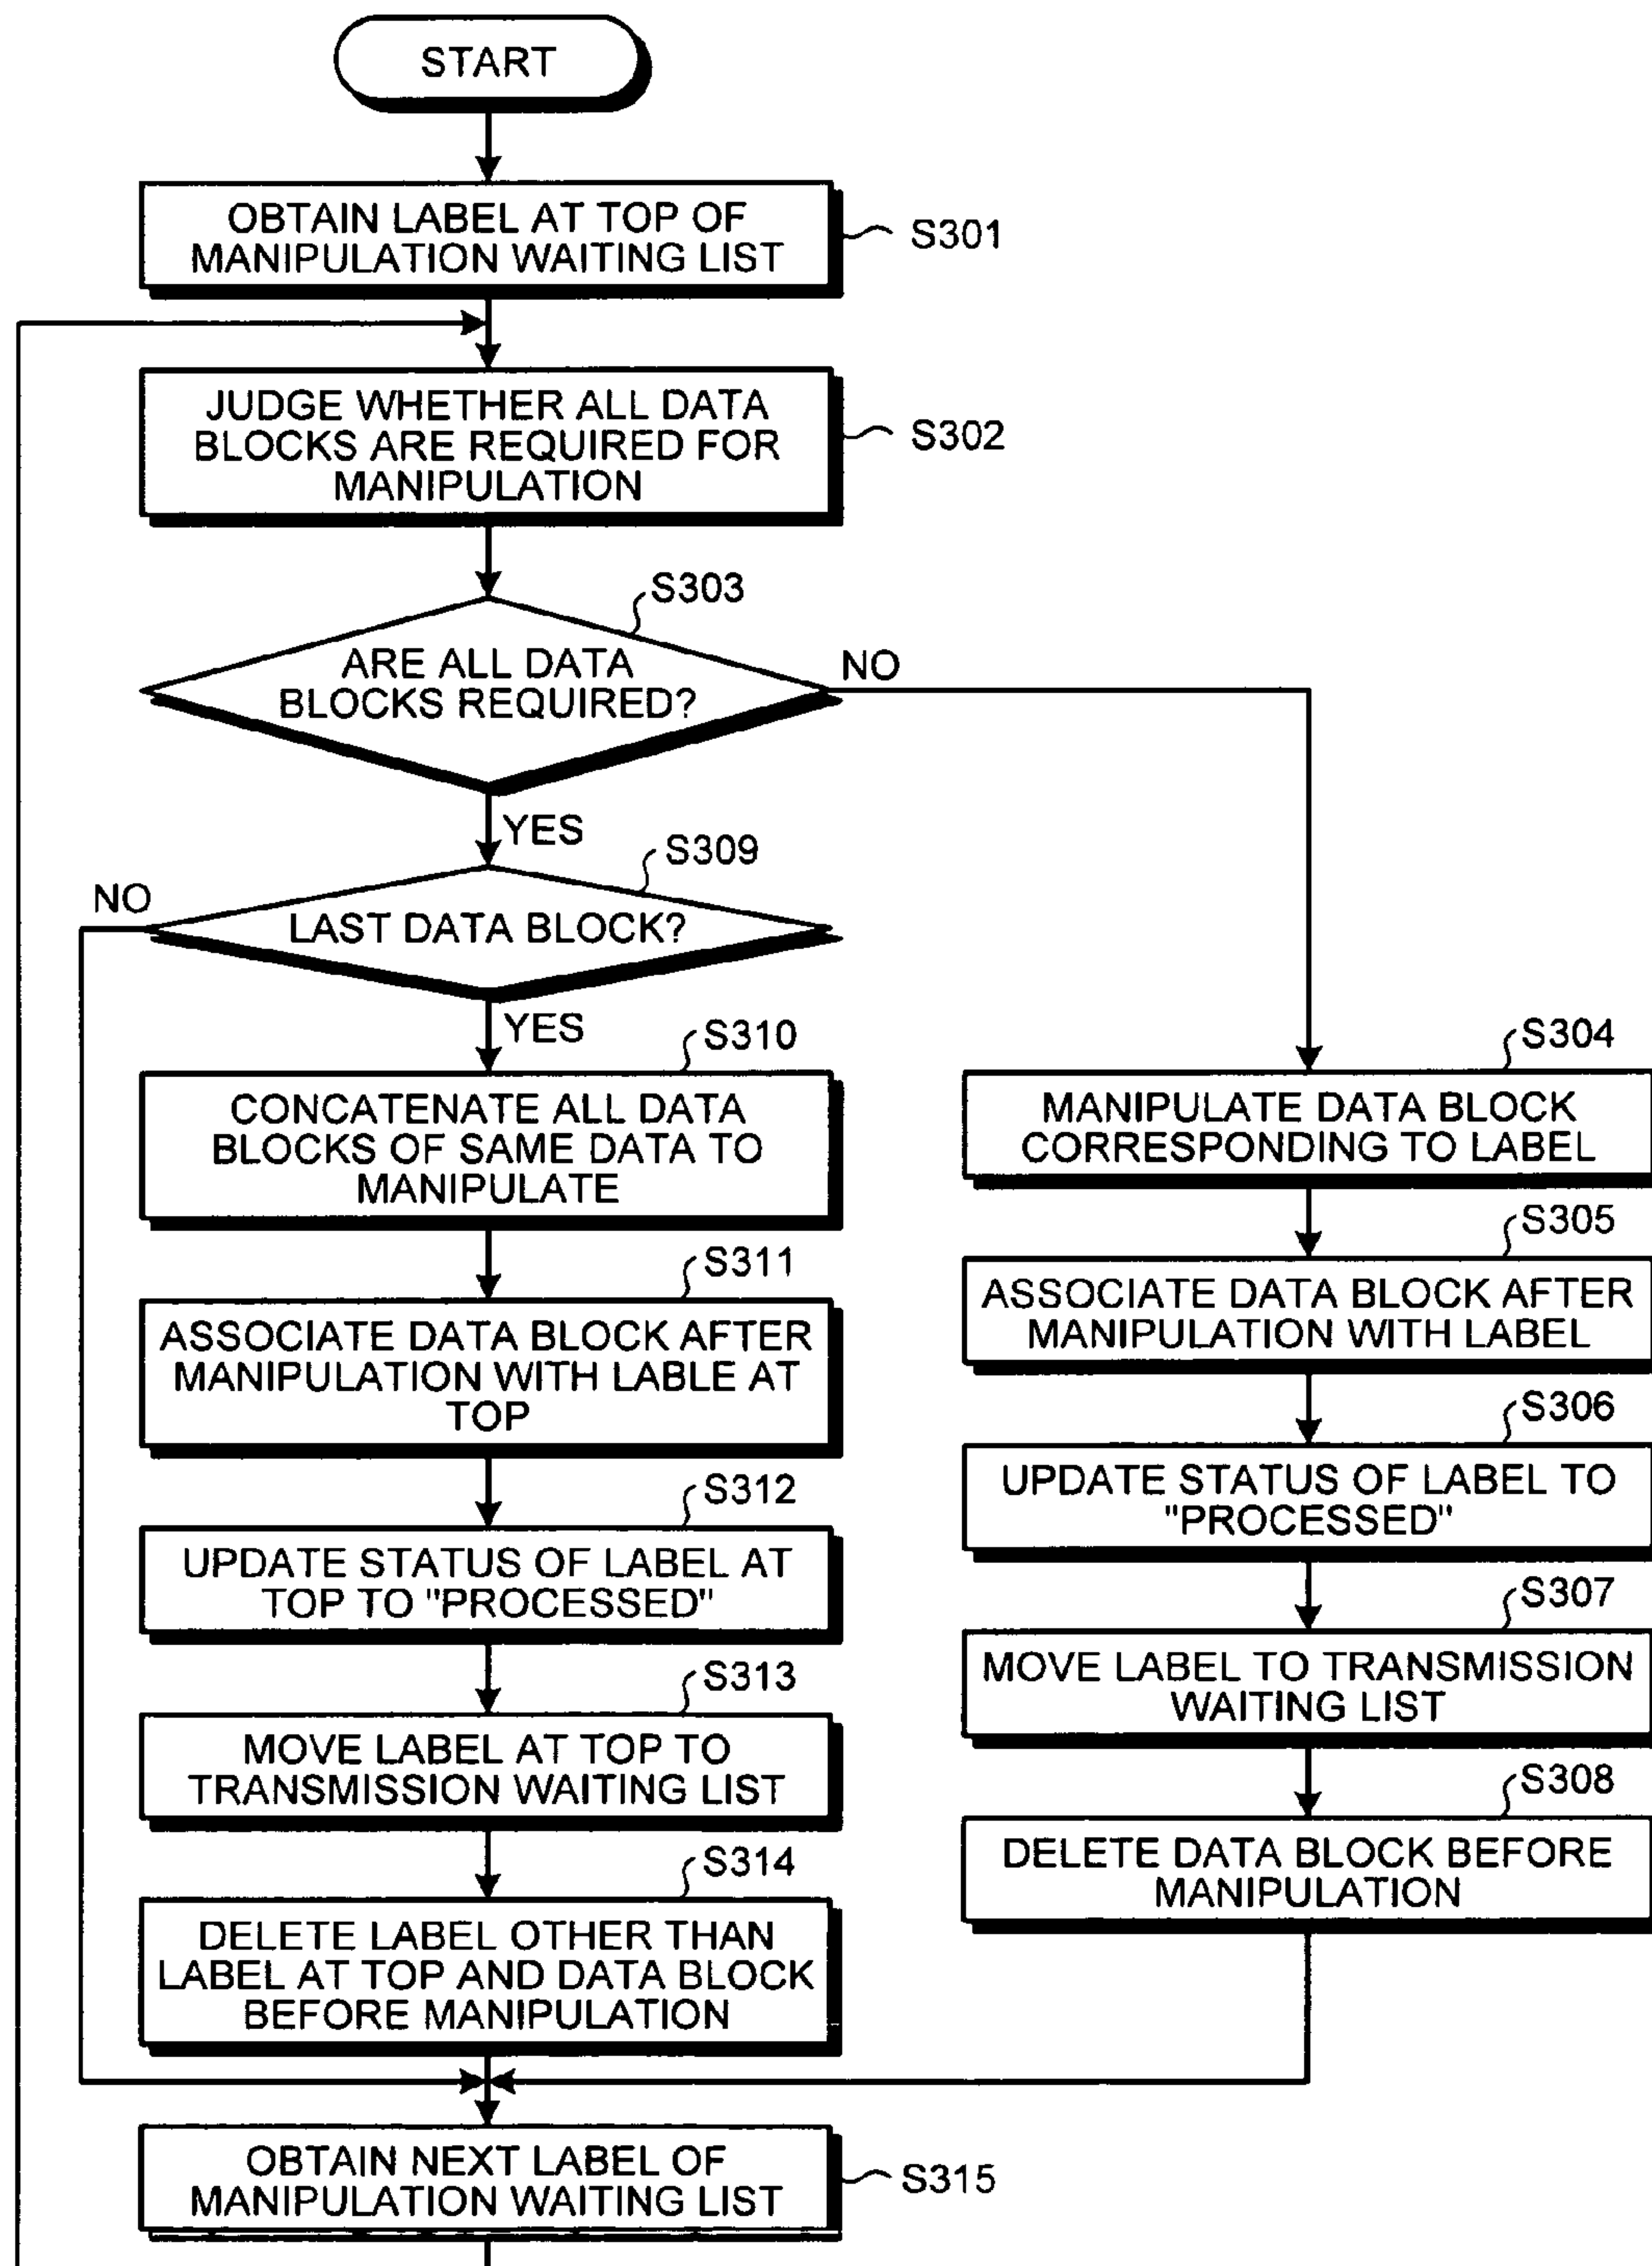 START
OBTAIN LABEL AT TOP OF
MANIPULATION WAITING LIST
S301
JUDGE WHETHER ALL DATA
BLOCKS ARE REQUIRED FOR
MANIPULATION
S302
S303
ARE ALL DATA
BLOCKS REQUIRED?
NO
YES
S309
NO
LAST DATA BLOCK?
YES
S310
CONCATENATE ALL DATA
BLOCKS OF SAME DATA TO
MANIPULATE
S311
ASSOCIATE DATA BLOCK AFTER
MANIPULATION WITH LABLE AT
TOP
S312
UPDATE STATUS OF LABEL AT
TOP TO "PROCESSED"
S313
MOVE LABEL AT TOP TO
TRANSMISSION WAITING LIST
S314
DELETE LABEL OTHER THAN
LABEL AT TOP AND DATA BLOCK
BEFORE MANIPULATION
S304
MANIPULATE DATA BLOCK
CORRESPONDING TO LABEL
S305
ASSOCIATE DATA BLOCK AFTER
MANIPULATION WITH LABEL
S306
UPDATE STATUS OF LABEL TO
"PROCESSED"
S307
MOVE LABEL TO TRANSMISSION
WAITING LIST
S308
DELETE DATA BLOCK BEFORE
MANIPULATION
OBTAIN NEXT LABEL OF
MANIPULATION WAITING LIST
S315